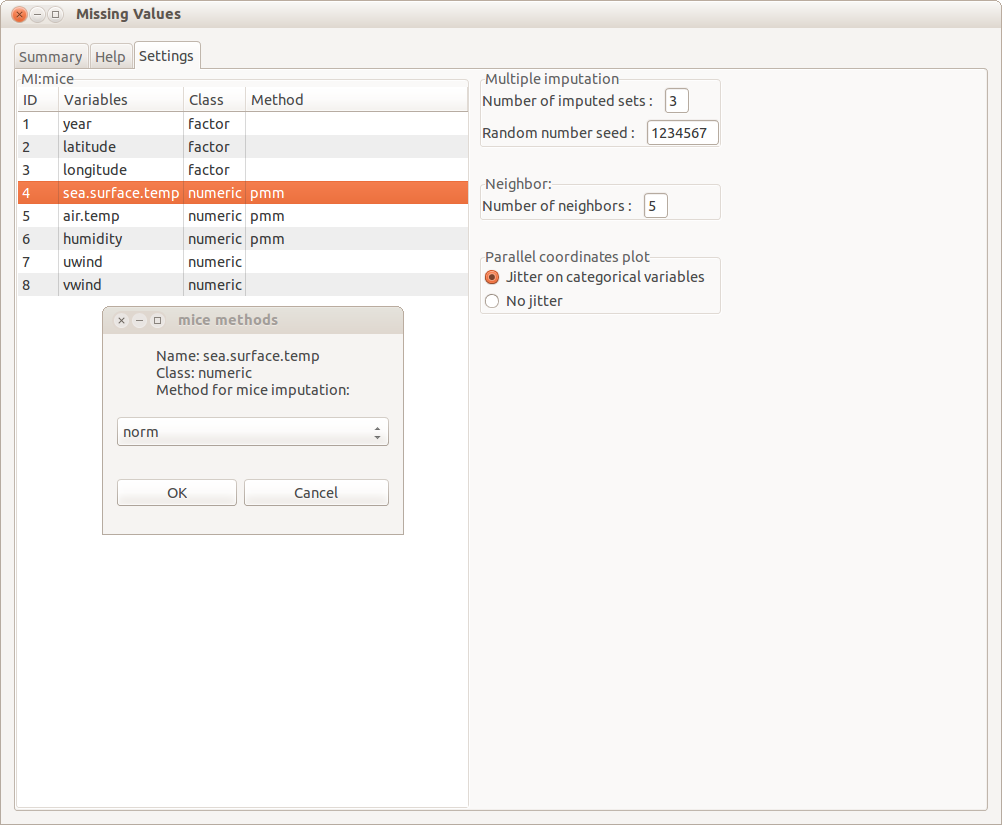 Missing Values
Summary Help Settings
MI:mice
ID Variables Class Method
1 year factor
2 latitude factor
3 longitude factor
4 sea.surface.temp numeric pmm
5 air.temp numeric pmm
6 humidity numeric pmm
7 uwind numeric
8 vwind numeric
mice methods
Name: sea.surface.temp
Class: numeric
Method for mice imputation:
norm
OK Cancel
Multiple imputation
Number of imputed sets : 3
Random number seed : 1234567
Neighbor:
Number of neighbors : 5
Parallel coordinates plot
Jitter on categorical variables
No jitter